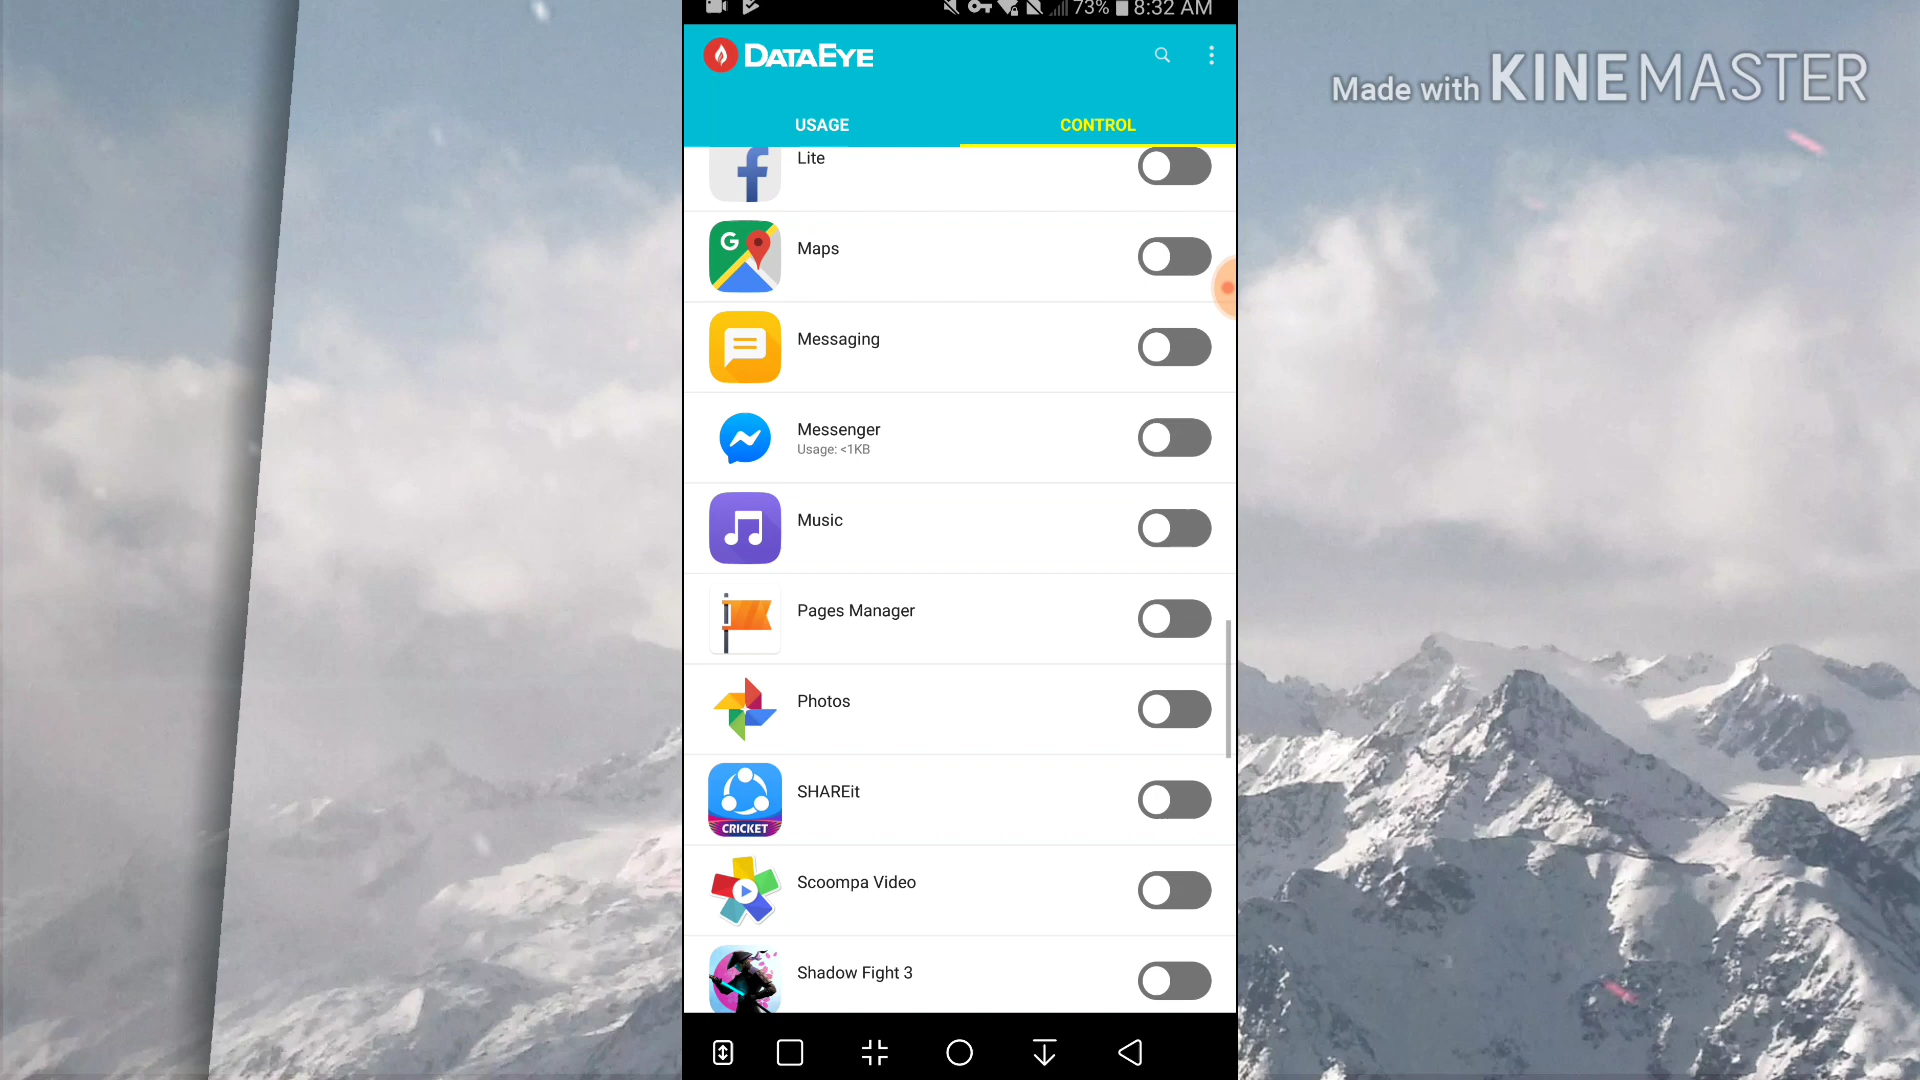 73% 8:32 AM
DATAEYE
Made with KINEMASTER
USAGE CONTROL
Lite
G
Maps
Messaging
Messenger
Usage: <1KB
Music
Pages Manager
Photos
SHAREit
CRICKET
Scoompa Video
Shadow Fight 3